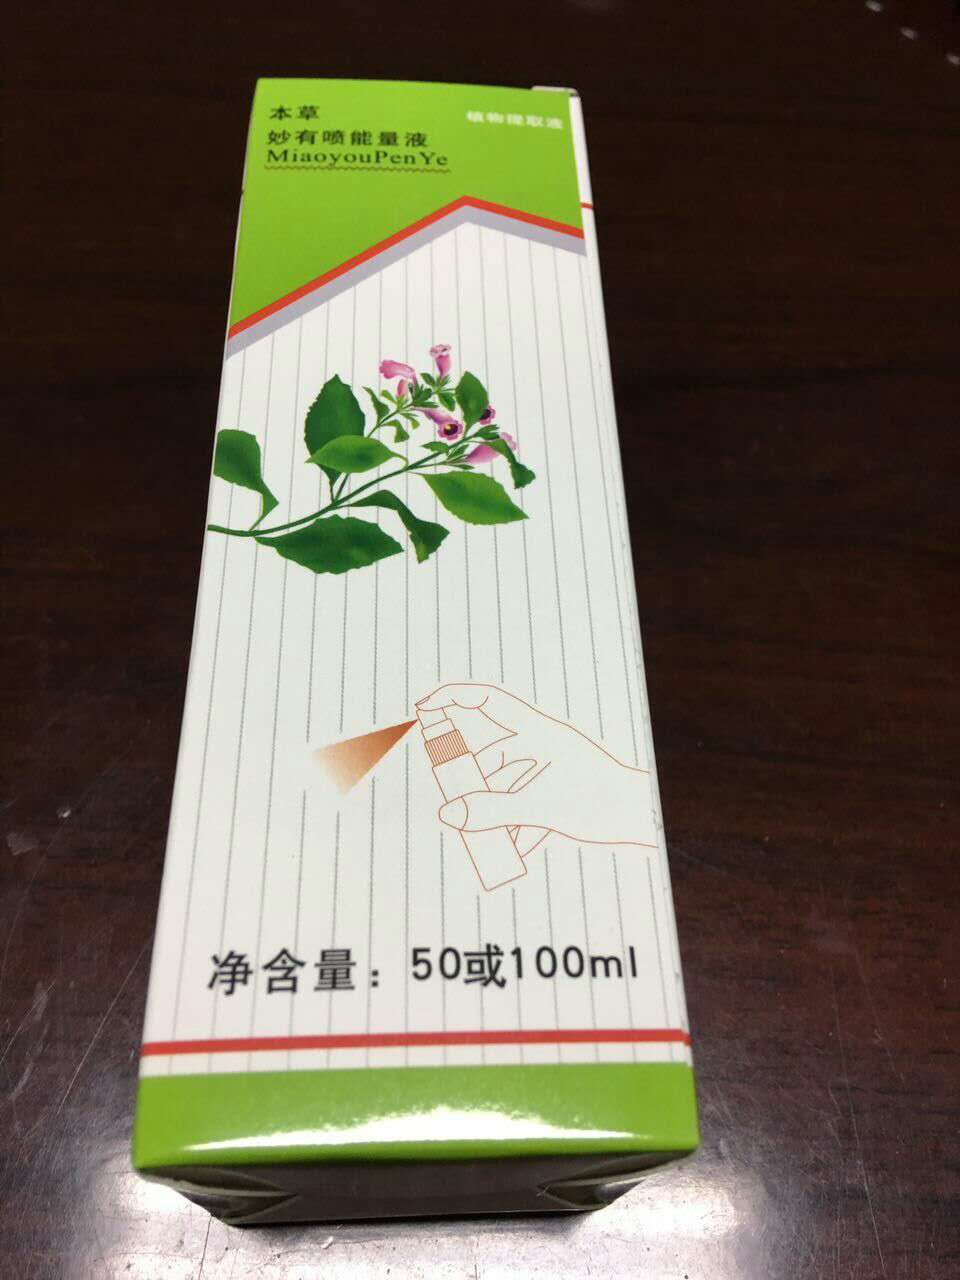 本草
植物提取液
妙有喷能量液
MiaoyouPenYe
净含量：50或100ml